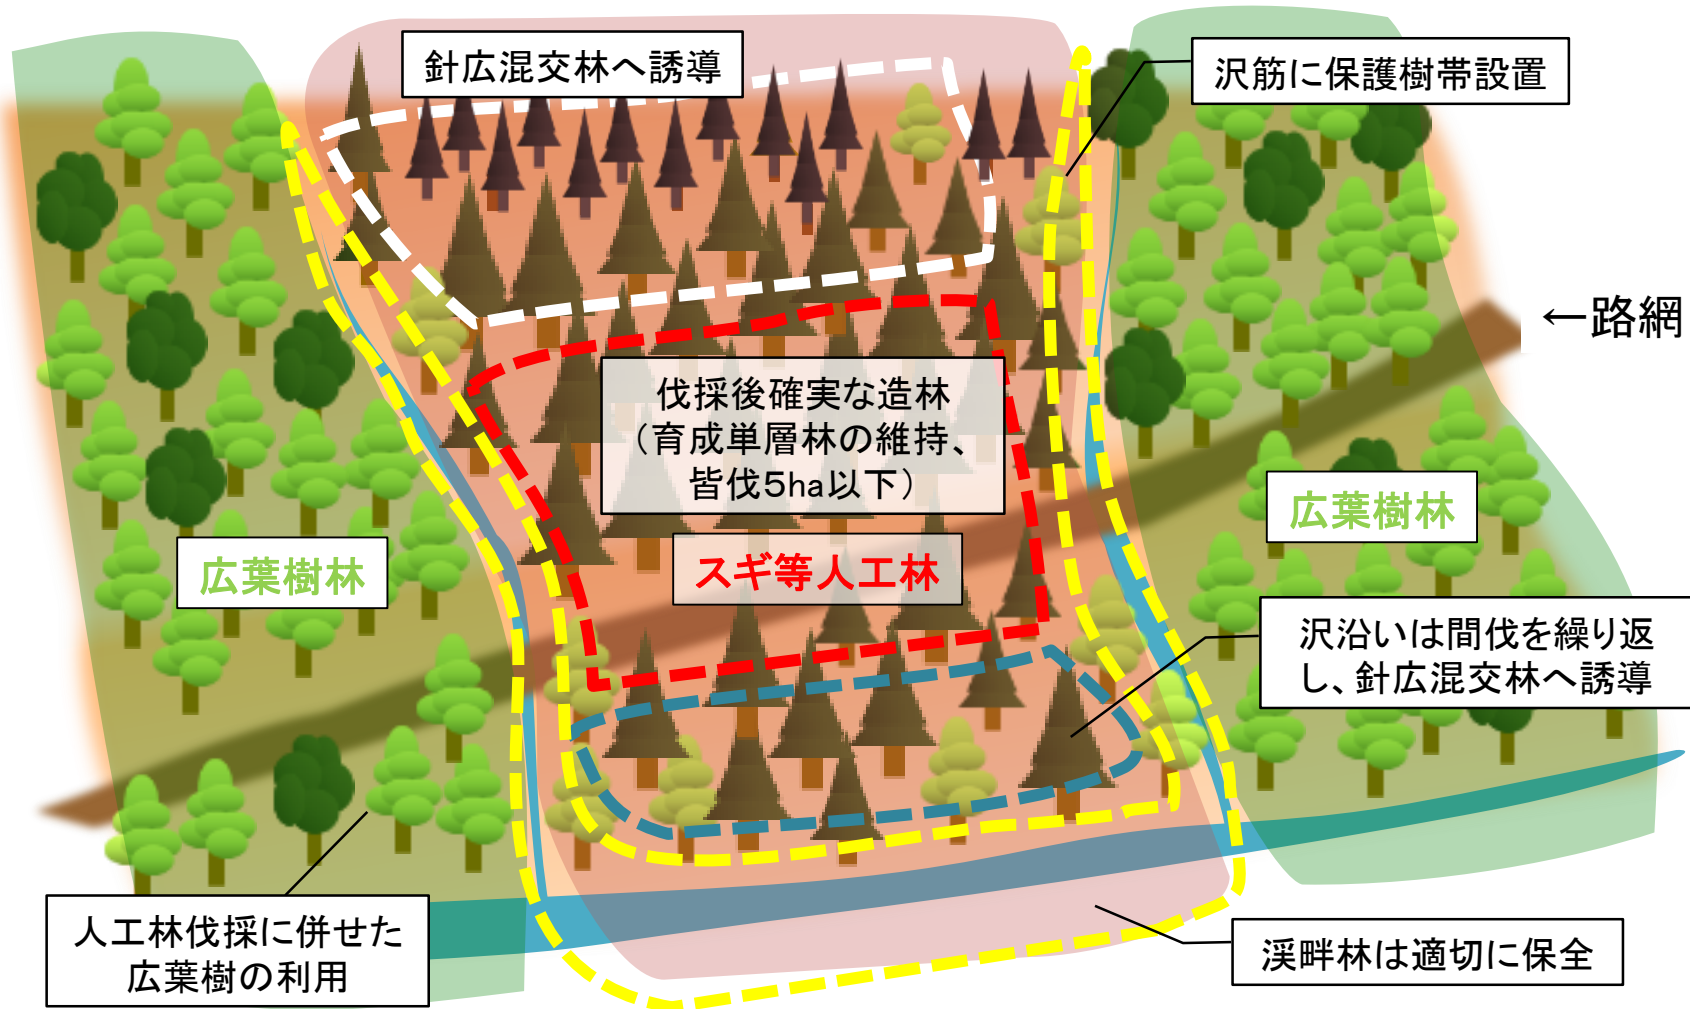 針広混交林へ誘導
沢筋に保護樹帯設置
←路網
伐採後確実な造林
（育成単層林の維持、
皆伐5ha以下）
広葉樹林
スギ等人工林
広葉樹林
沢沿いは間伐を繰り返
し、針広混交林へ誘導
人工林伐採に併せた
広葉樹の利用
渓畔林は適切に保全